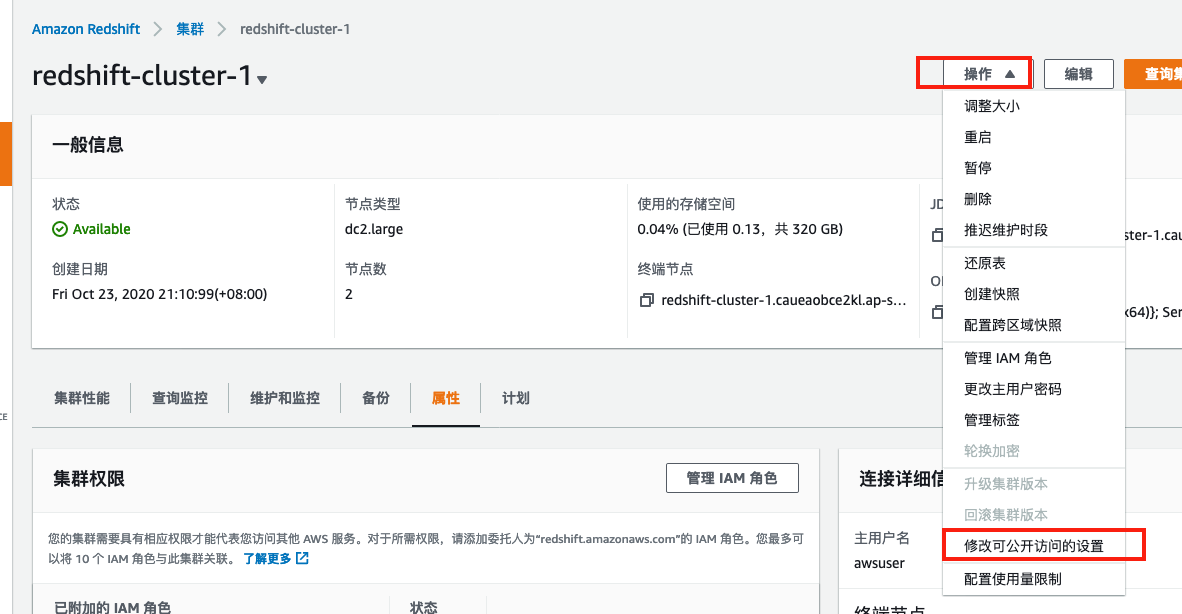 Amazon Redshift > 集群 > redshift-cluster-1
redshift-cluster-1
操作
编辑
查询集
调整大小
重启
暂停
删除
推迟维护时段
还原表
创建快照
配置跨区域快照
管理 IAM 角色
更改主用户密码
管理标签
轮换加密
升级集群版本
回滚集群版本
修改可公开访问的设置
配置使用量限制
一般信息
状态
Available
创建日期
Fri Oct 23, 2020 21:10:99(+08:00)
节点类型
dc2.large
节点数
2
使用的存储空间
0.04% (已使用 0.13，共 320 GB)
终端节点
redshift-cluster-1.caueaobce2kl.ap-s...
JD
ster-1.caue
x64)}; Ser
CE
集群性能
查询监控
维护和监控
备份
属性
计划
集群权限
管理 IAM 角色
您的集群需要具有相应权限才能代表您访问其他 AWS 服务。对于所需权限，请添加委托人为“redshift.amazonaws.com”的 IAM 角色。您最多可
以将 10 个 IAM 角色与此集群关联。 了解更多
已附加的 IAM 角色
状态
连接详细信
主用户名
awsuser
终端节点